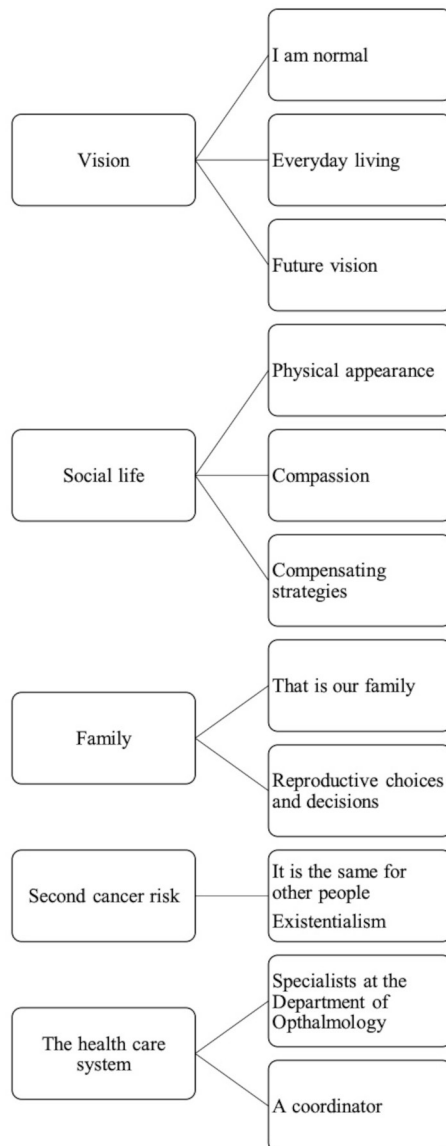 Vision
I am normal
Everyday living
Future vision
Social life
Physical appearance
Compassion
Compensating
strategies
Family
That is our family
Reproductive choices
and decisions
Second cancer risk
It is the same for
other people
Existentialism
The health care
system
Specialists at the
Department of
Opthalmology
A coordinator